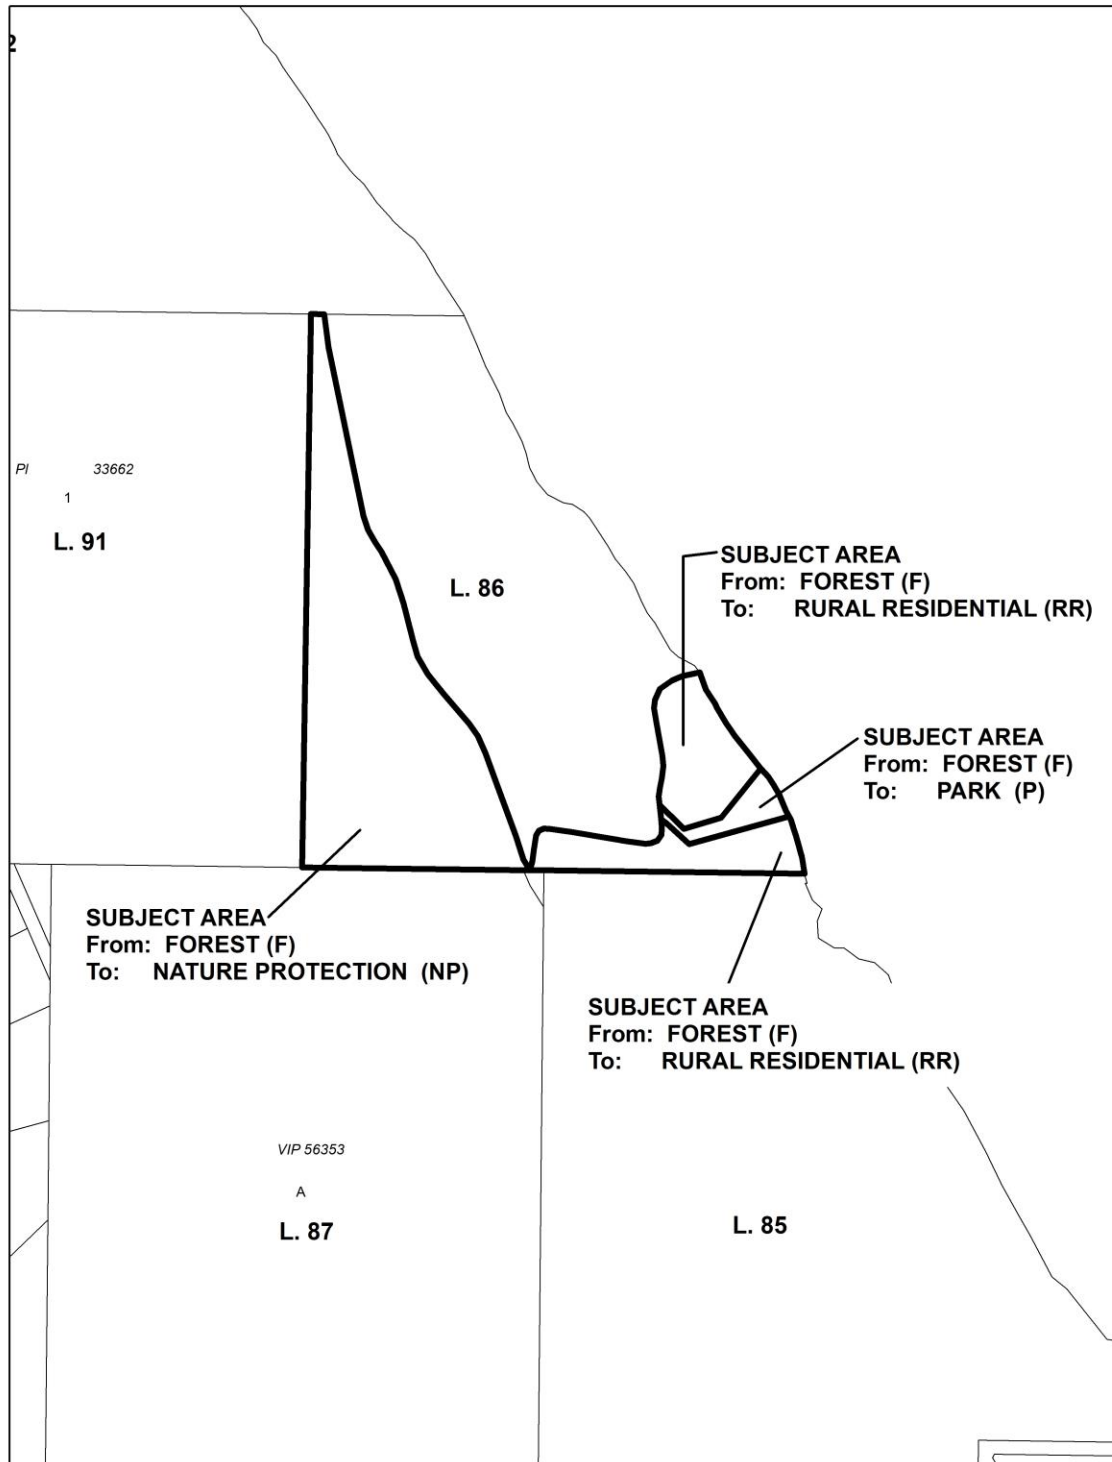 2
Pl 33662
1
L. 91
L. 86
SUBJECT AREA
From: FOREST (F)
To: RURAL RESIDENTIAL (RR)
SUBJECT AREA
From: FOREST (F)
To: PARK (P)
SUBJECT AREA
From: FOREST (F)
To: NATURE PROTECTION (NP)
SUBJECT AREA
From: FOREST (F)
To: RURAL RESIDENTIAL (RR)
VIP 56353
A
L. 87
L. 85